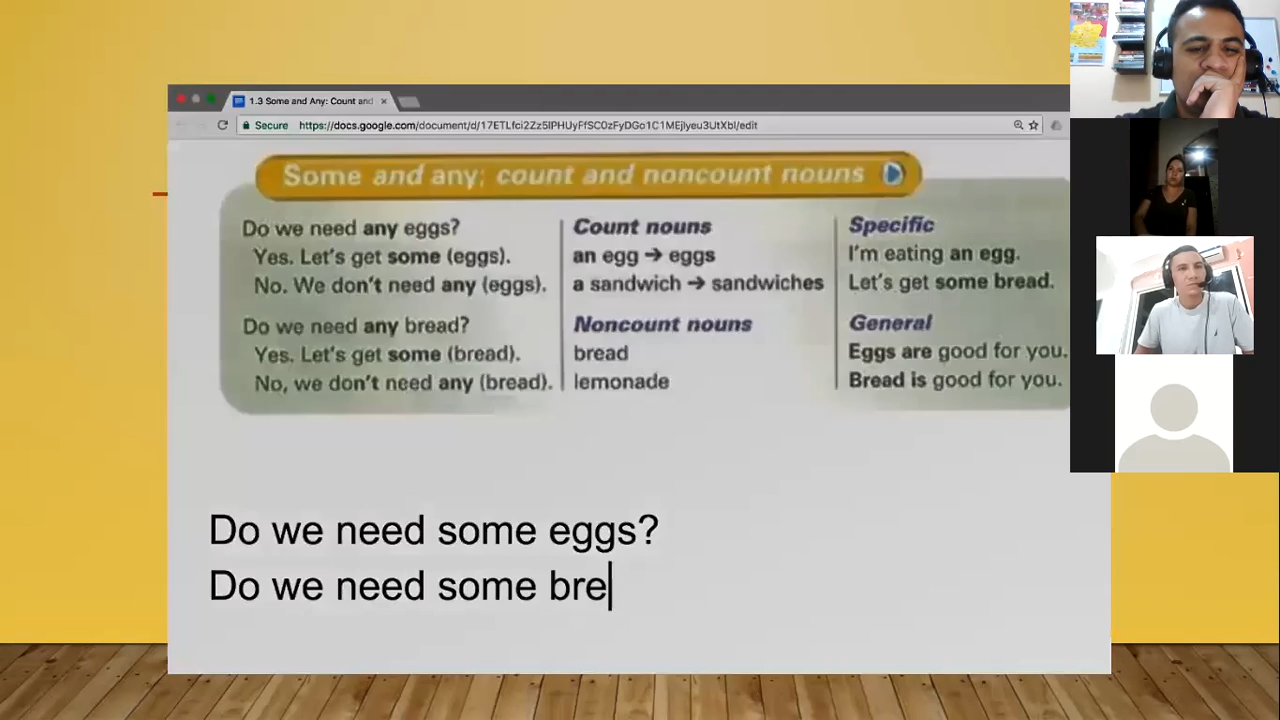 1.3 Some and Any: Count and
Secure https://docs.google.com/document/d/
Some and any; count and noncount nouns
Do we need any eggs?
Yes. Let's get some (eggs).
No. We don't need any (eggs).
Do we need any bread?
Yes. Let's get some (bread).
No, we don't need any (bread).
Count nouns
an egg → eggs
a sandwich → sandwiches
Noncount nouns
bread
lemonade
Specific
I'm eating an egg.
Let's get some bread.
General
Eggs are good for you.
Bread is good for you.
Do we need some eggs?
Do we need some bre